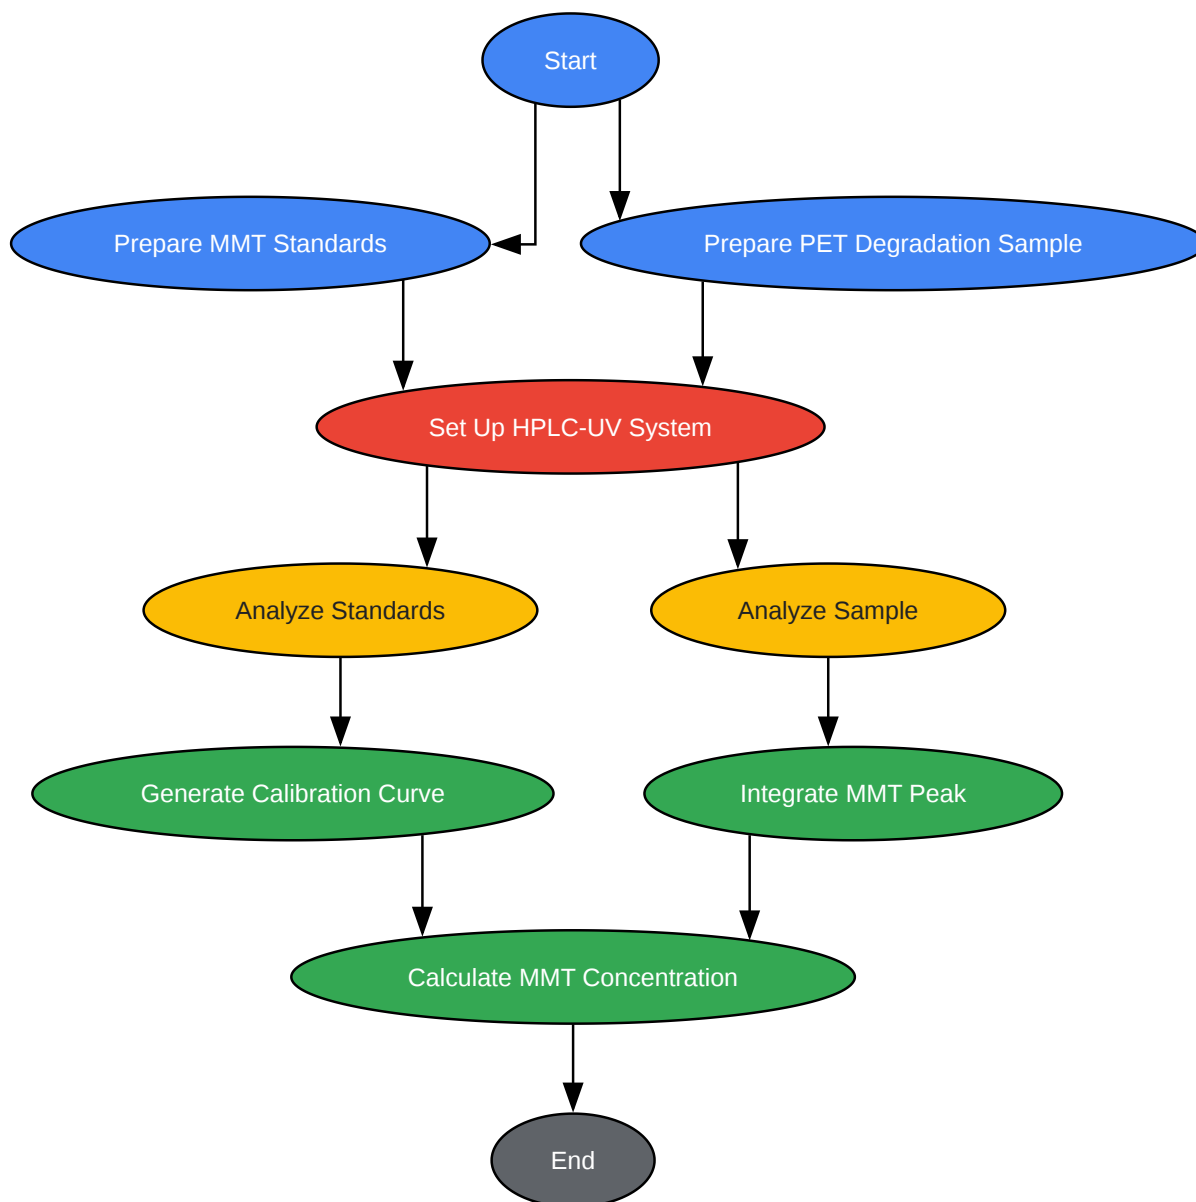 Start
Prepare MMT Standards
Prepare PET Degradation Sample
Set Up HPLC-UV System
Analyze Standards
Analyze Sample
Generate Calibration Curve
Integrate MMT Peak
Calculate MMT Concentration
End